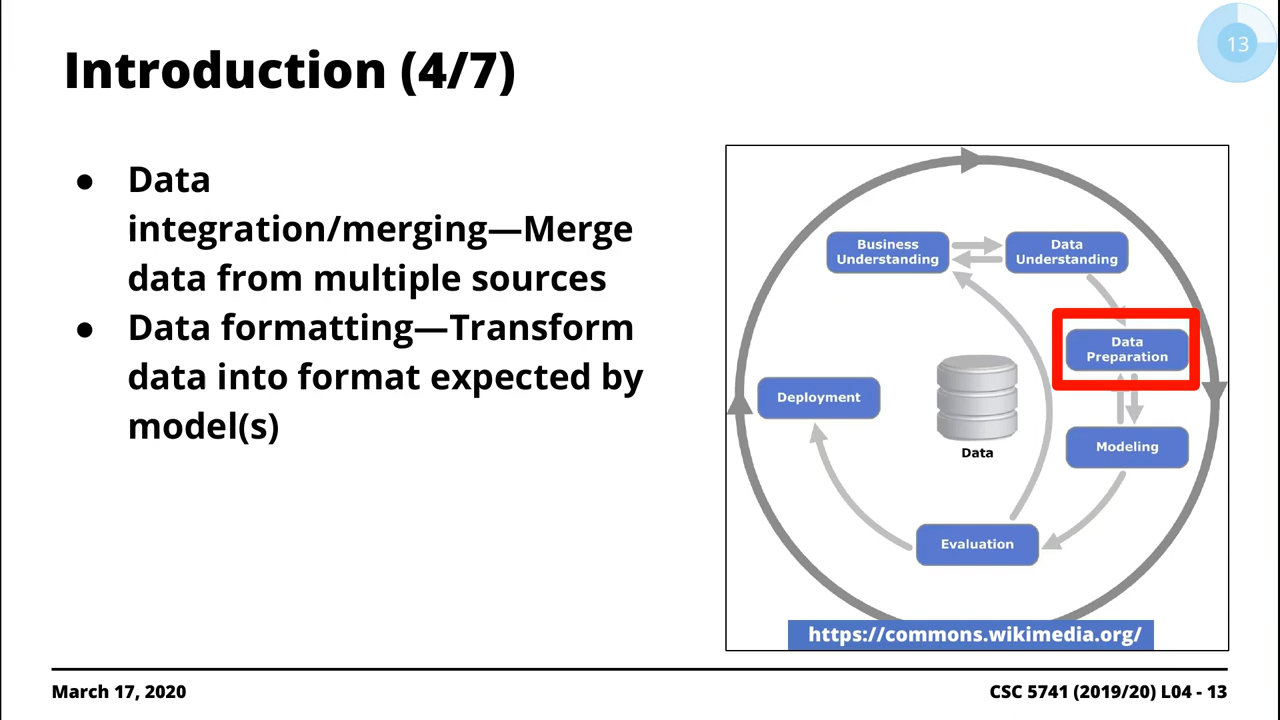 13
Introduction (4/7)
● Data
integration/merging—Merge
data from multiple sources
● Data formatting—Transform
data into format expected by
model(s)
Business
Understanding
Data
Understanding
Data
Preparation
Deployment
Data
Modeling
Evaluation
https://commons.wikimedia.org/
March 17, 2020
CSC 5741 (2019/20) L04 - 13